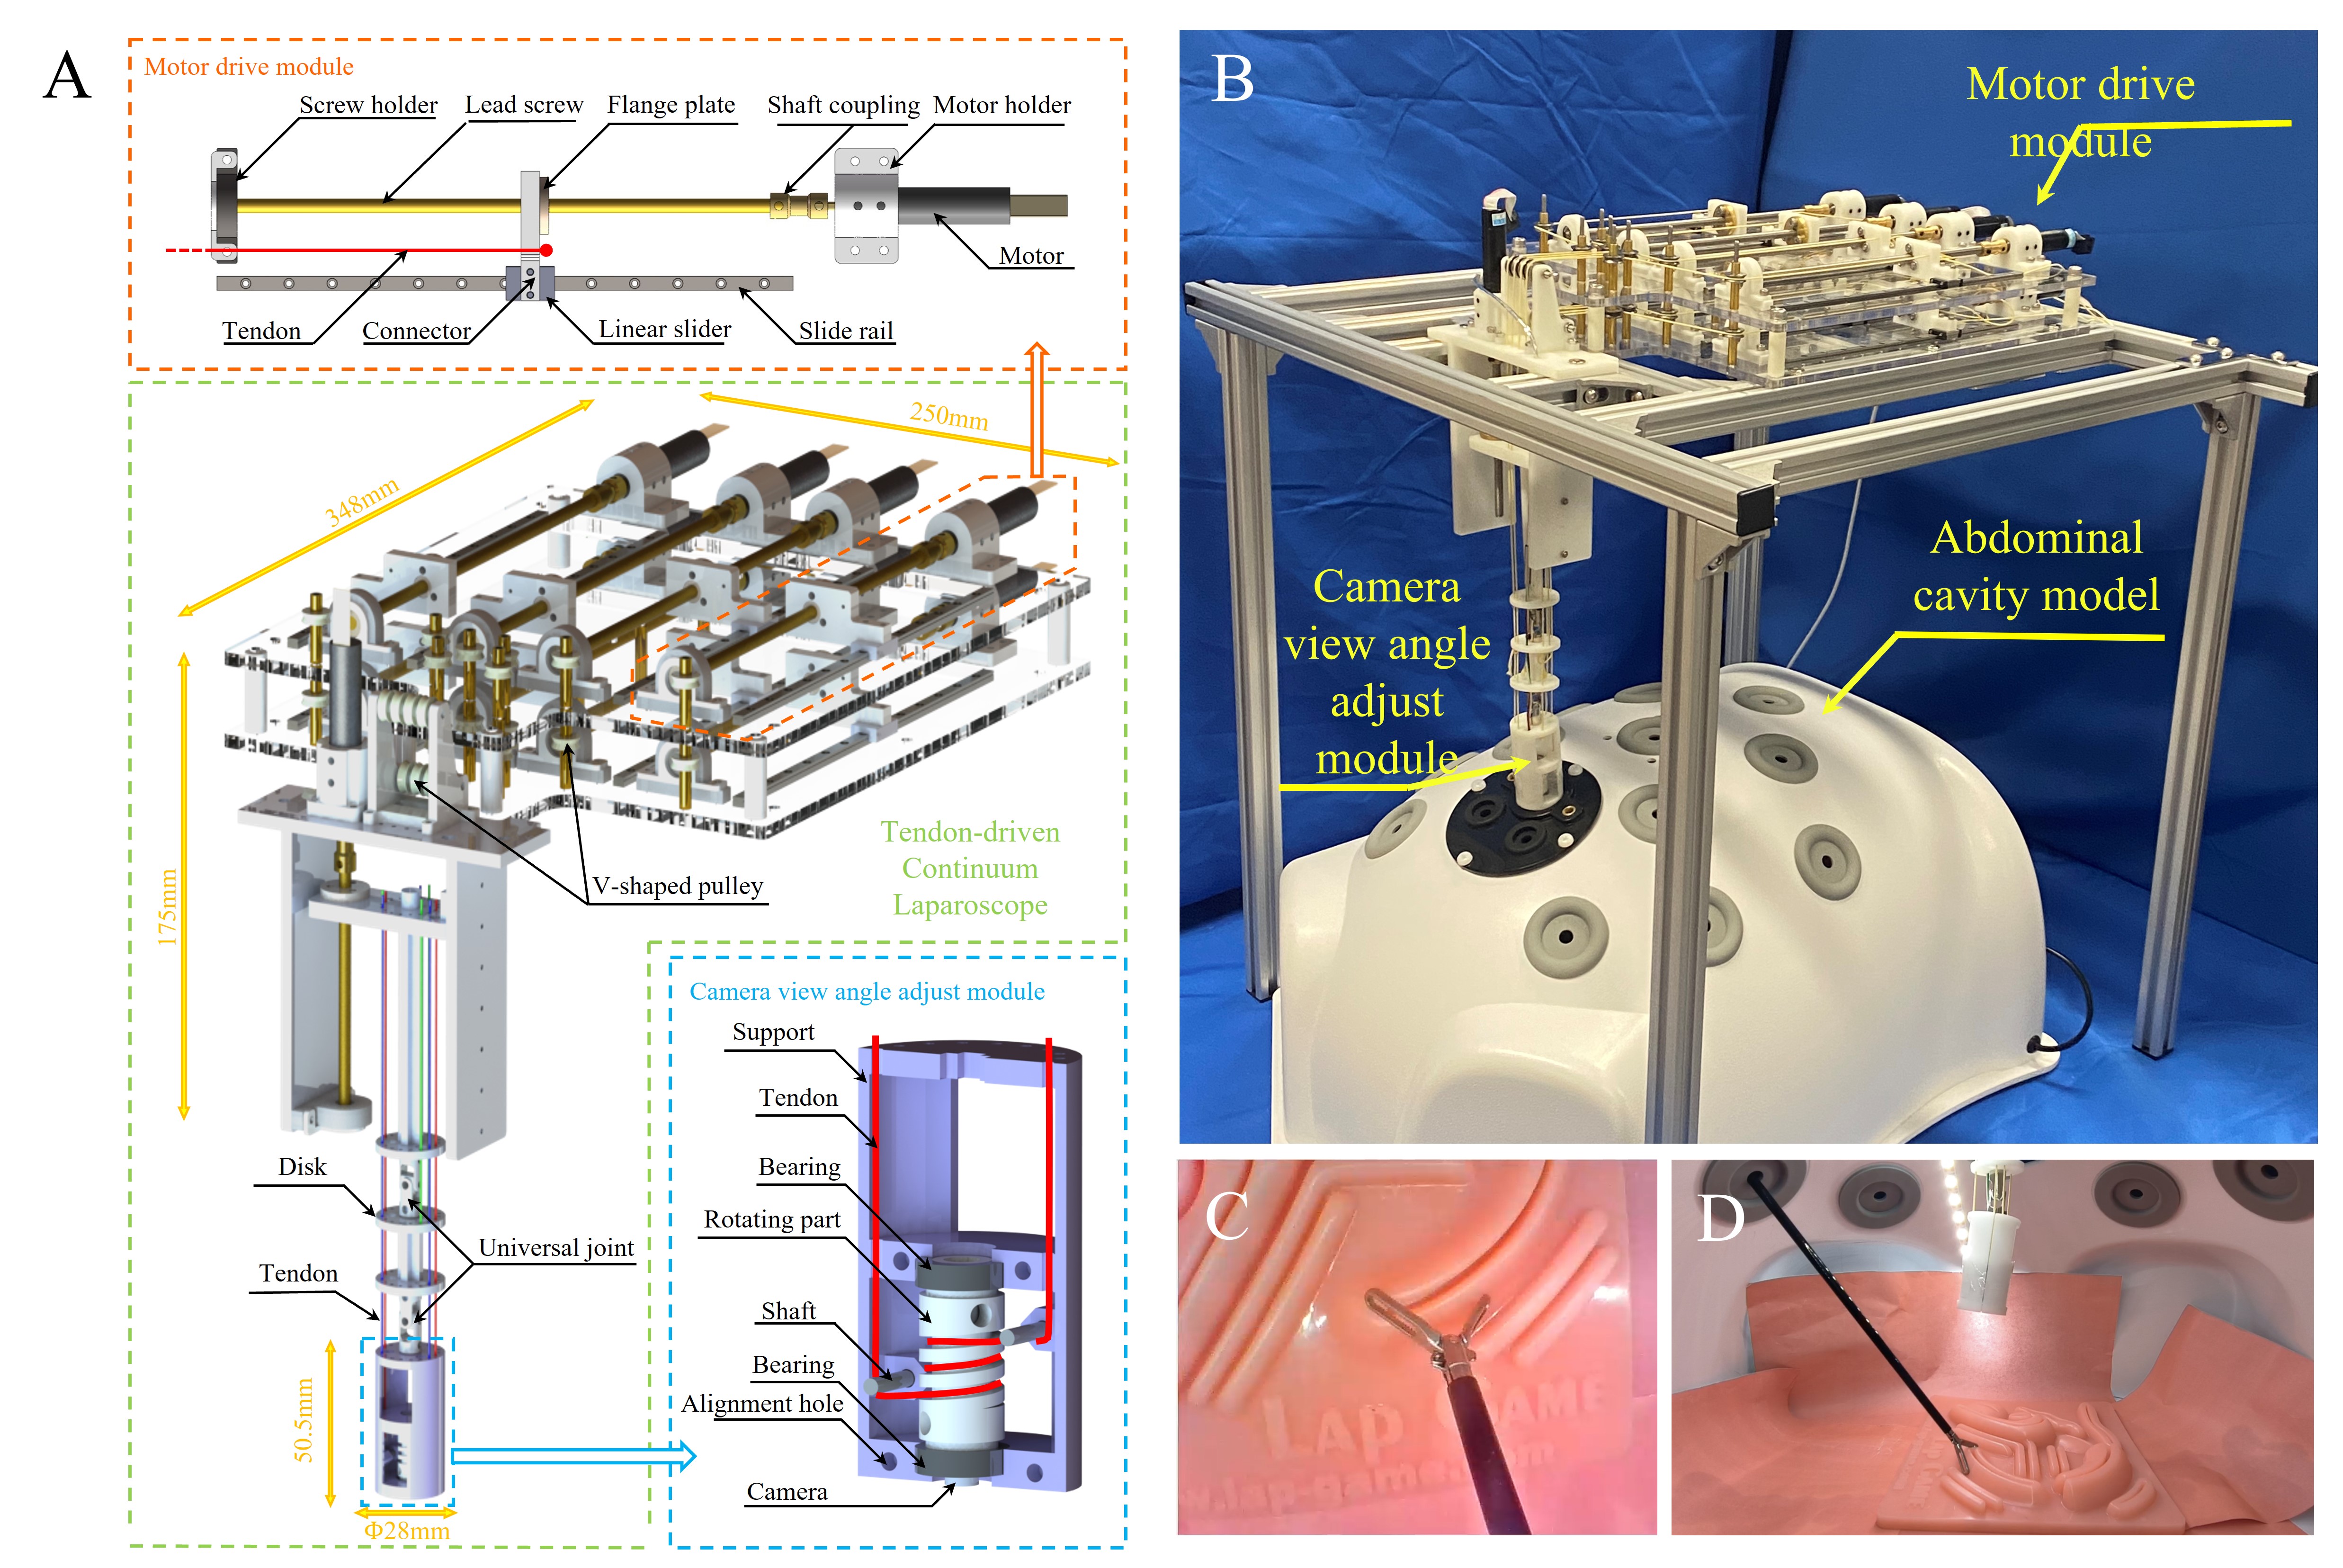 A
Motor drive module
Screw holder
Lead screw
Flange plate
Shaft coupling
Motor holder
Motor
Tendon
Connector
Linear slider
Slide rail
348mm
250mm
175mm
V-shaped pulley
Tendon-driven
Continuum
Laparoscope
Disk
Universal joint
Tendon
50.5mm
Φ28mm
Camera view angle adjust module
Support
Tendon
Bearing
Rotating part
Shaft
Bearing
Alignment hole
Camera
B
Motor drive
module
Camera
view angle
adjust
module
Abdominal
cavity model
C
LAP GAME
w.lap-game.com
D